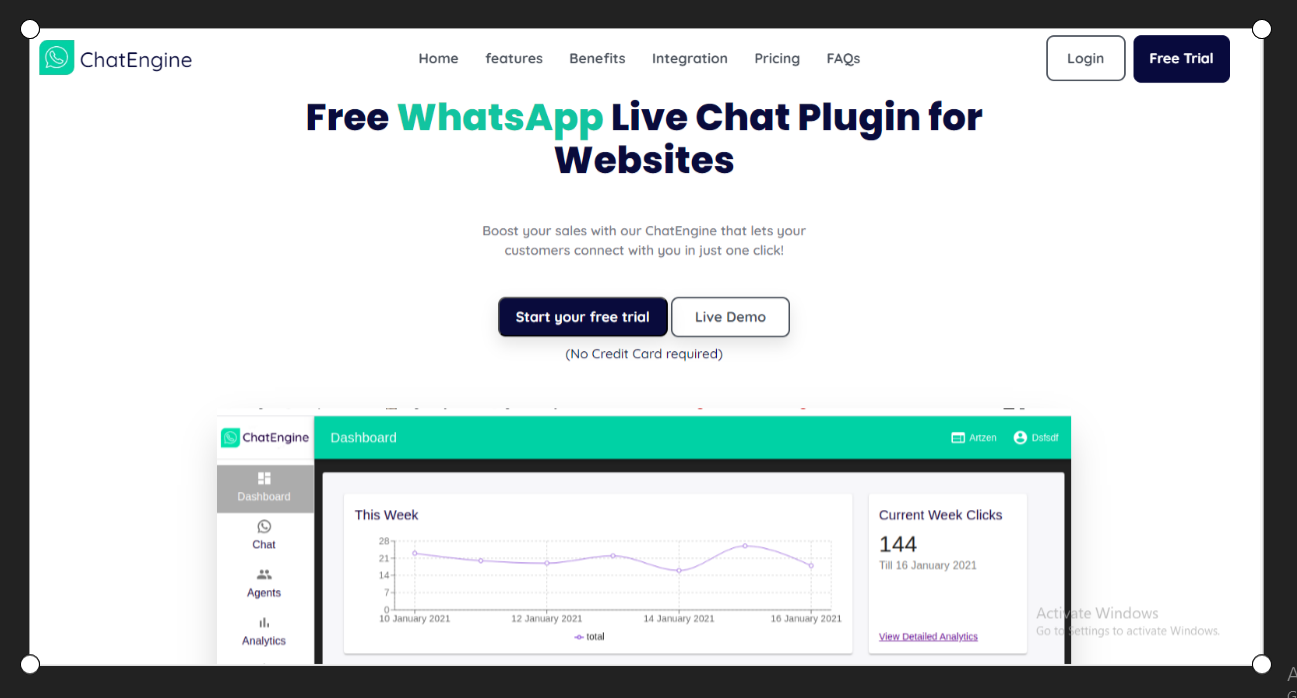 ChatEngine
Home features Benefits Integration Pricing FAQs
Login
Free Trial
Free WhatsApp Live Chat Plugin for
Websites
Boost your sales with our ChatEngine that lets your
customers connect with you in just one click!
Start your free trial
Live Demo
(No Credit Card required)
ChatEngine
Dashboard
Artzen
Dsfsdf
Dashboard
Chat
Agents
Analytics
This Week
28
21
14
7
0
10 January 2021 12 January 2021 14 January 2021 16 January 2021
total
Current Week Clicks
144
Till 16 January 2021
View Detailed Analytics
Activate Windows
Go to Settings to activate Windows.